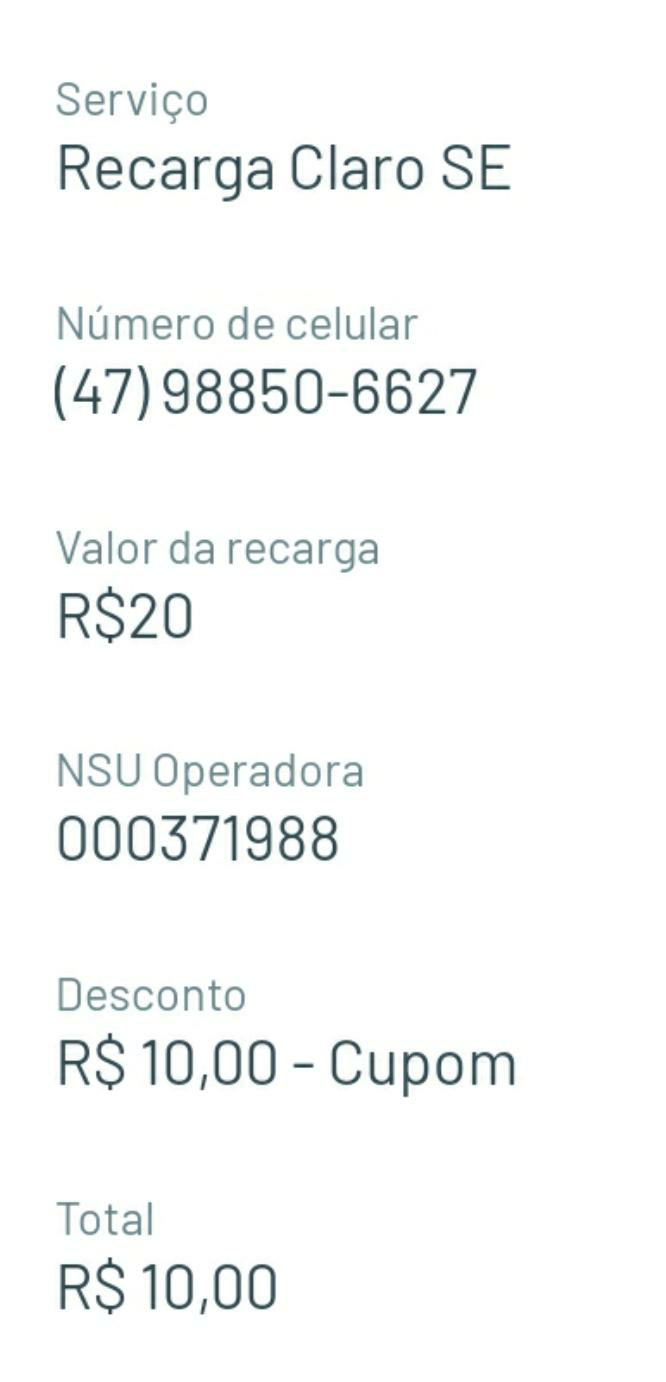 Serviço
Recarga Claro SE
Número de celular
(47) 98850-6627
Valor da recarga
R$20
NSU Operadora
000371988
Desconto
R$ 10,00 - Cupom
Total
R$ 10,00